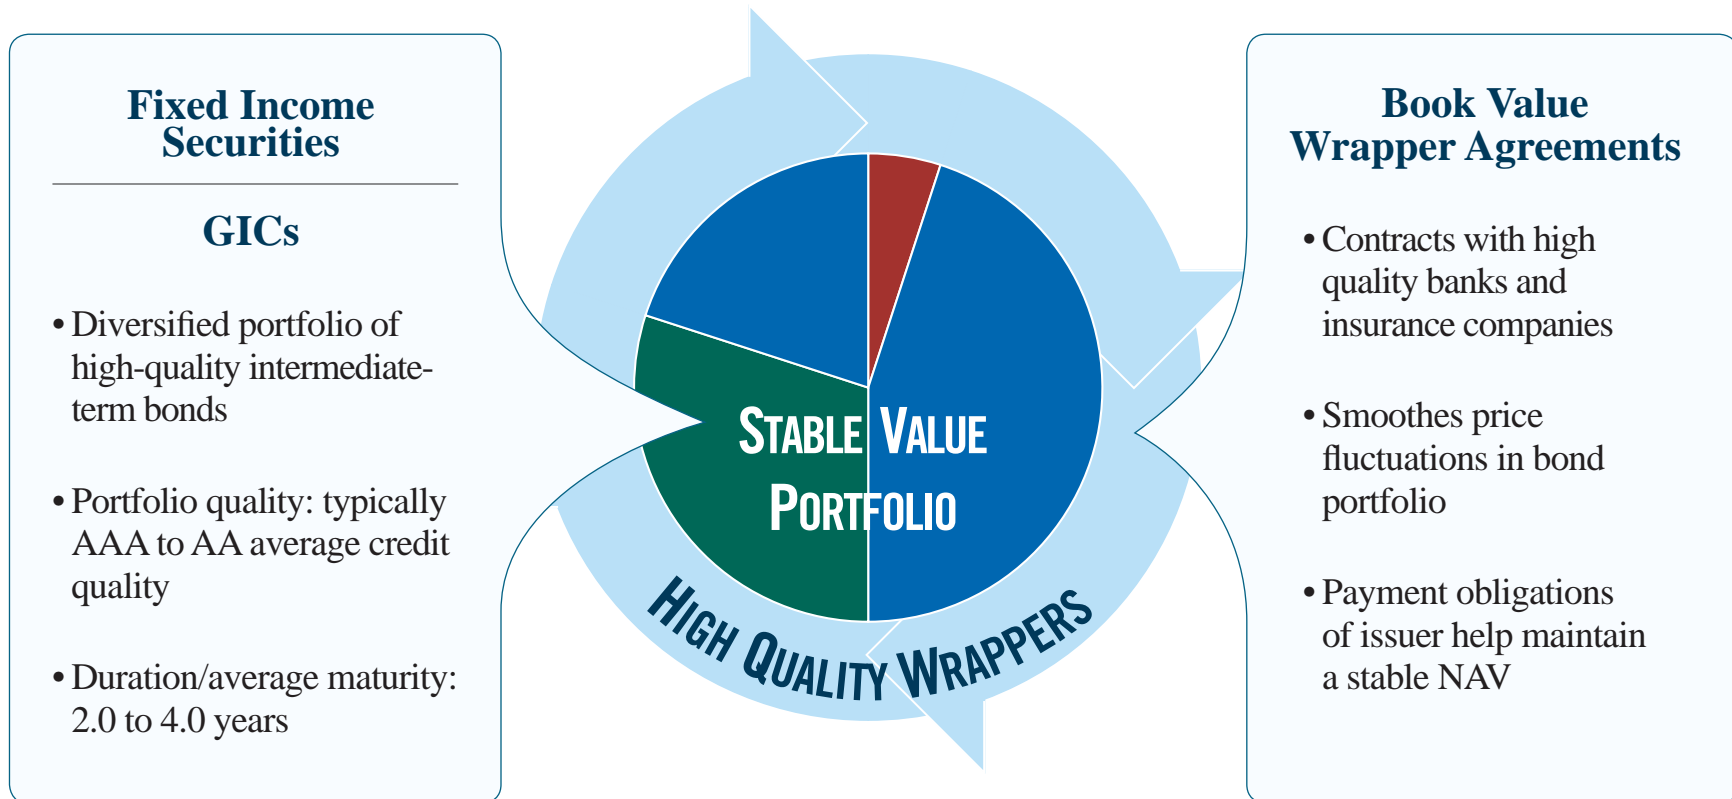 Fixed Income
Securities
GICs
• Diversified portfolio of
high-quality intermediate-
term bonds
• Portfolio quality: typically
AAA to AA average credit
quality
• Duration/average maturity:
2.0 to 4.0 years
STABLE VALUE
PORTFOLIO
HIGH QUALITY WRAPPERS
Book Value
Wrapper Agreements
• Contracts with high
quality banks and
insurance companies
• Smoothes price
fluctuations in bond
portfolio
• Payment obligations
of issuer help maintain
a stable NAV